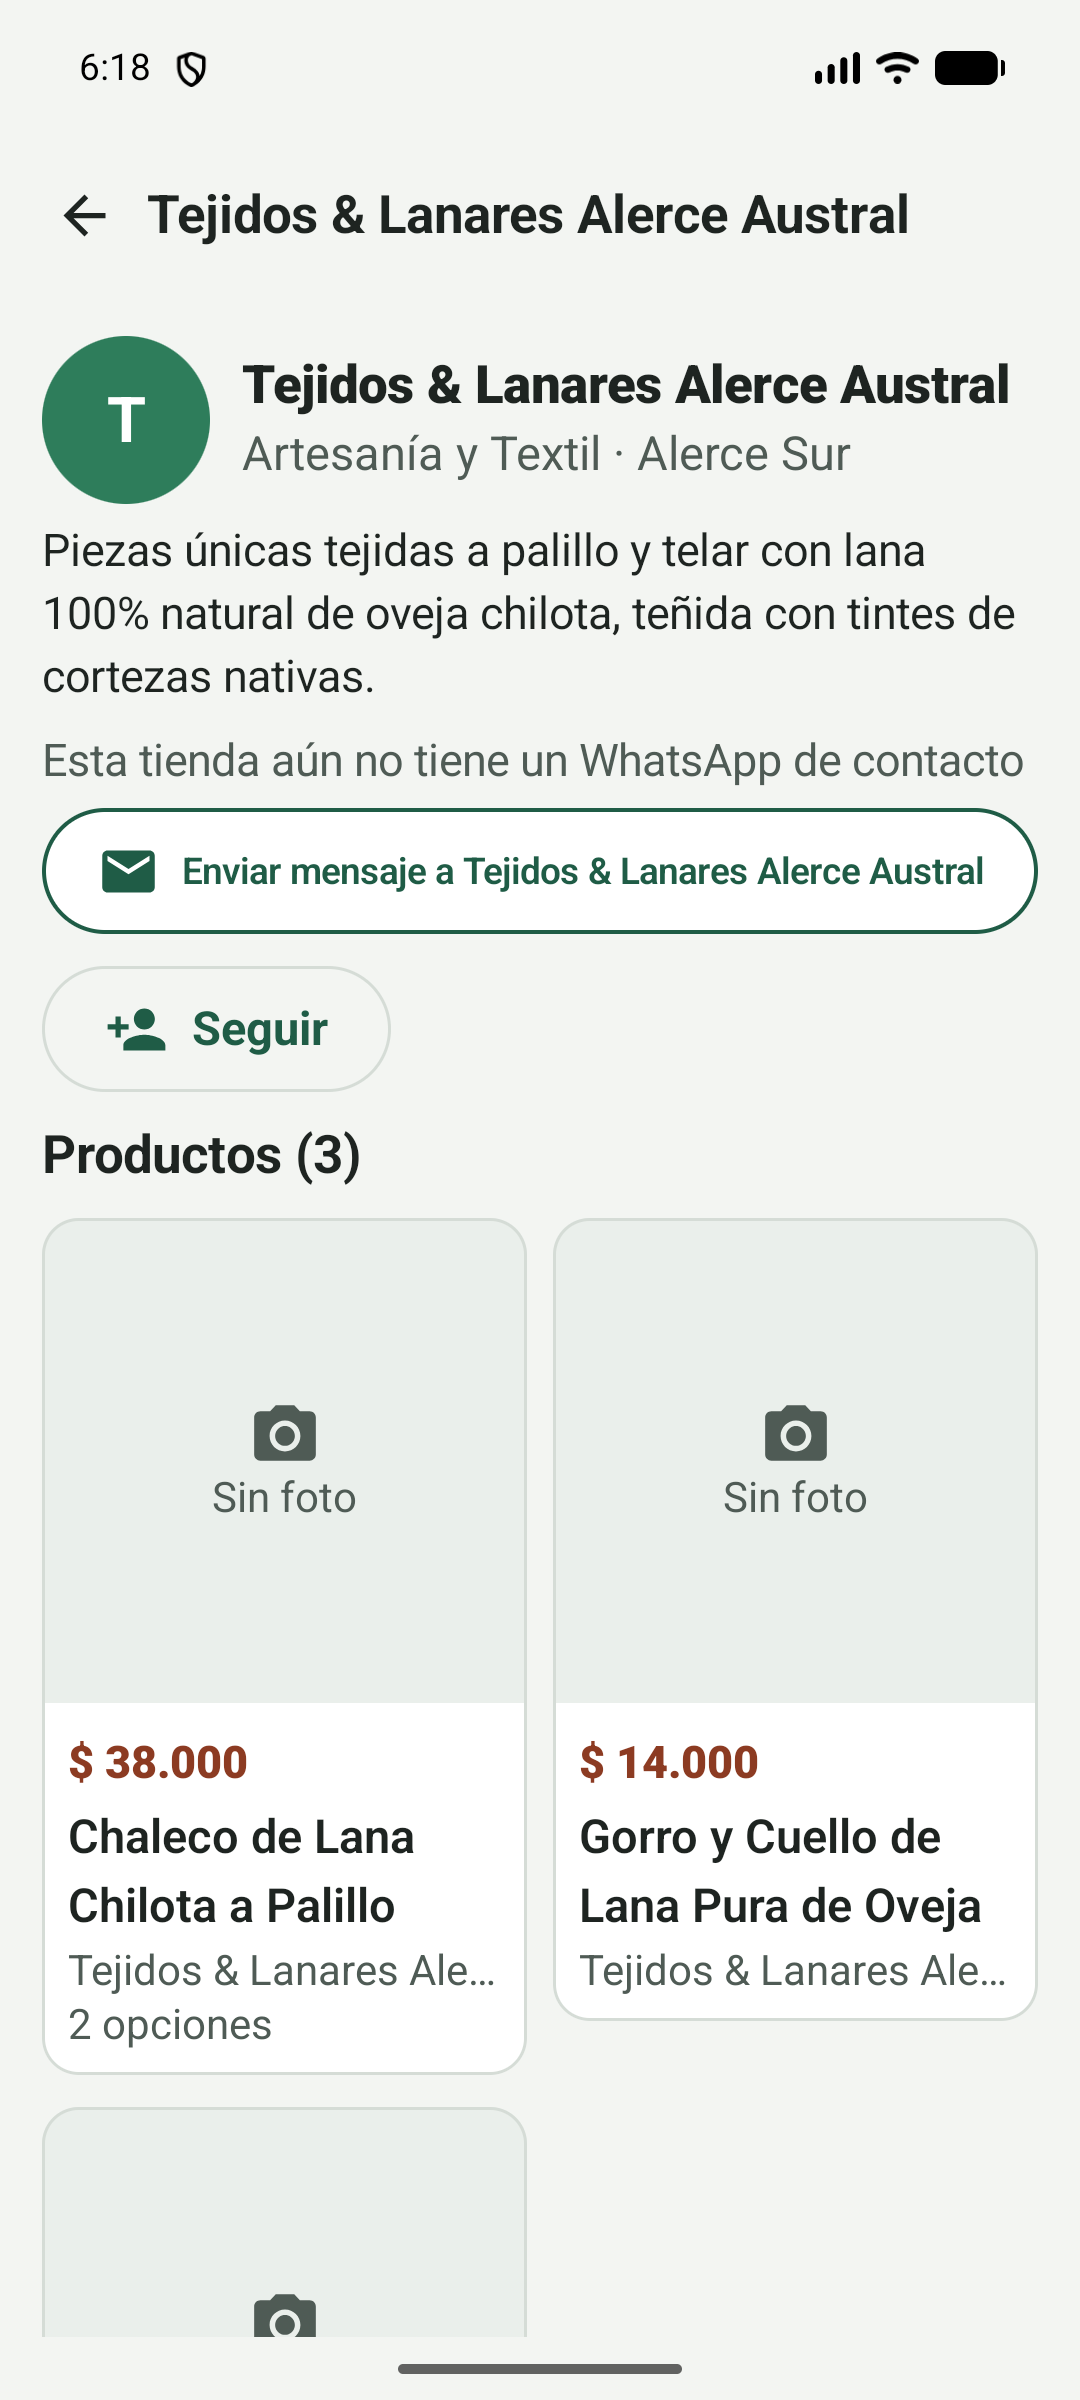 6:18
Tejidos & Lanares Alerce Austral
T
Tejidos & Lanares Alerce Austral
Artesanía y Textil · Alerce Sur
Piezas únicas tejidas a palillo y telar con lana
100% natural de oveja chilota, teñida con tintes de
cortezas nativas.
Esta tienda aún no tiene un WhatsApp de contacto
Enviar mensaje a Tejidos & Lanares Alerce Austral
Seguir
Productos (3)
Sin foto
$ 38.000
Chaleco de Lana
Chilota a Palillo
Tejidos & Lanares Ale...
2 opciones
Sin foto
$ 14.000
Gorro y Cuello de
Lana Pura de Oveja
Tejidos & Lanares Ale...